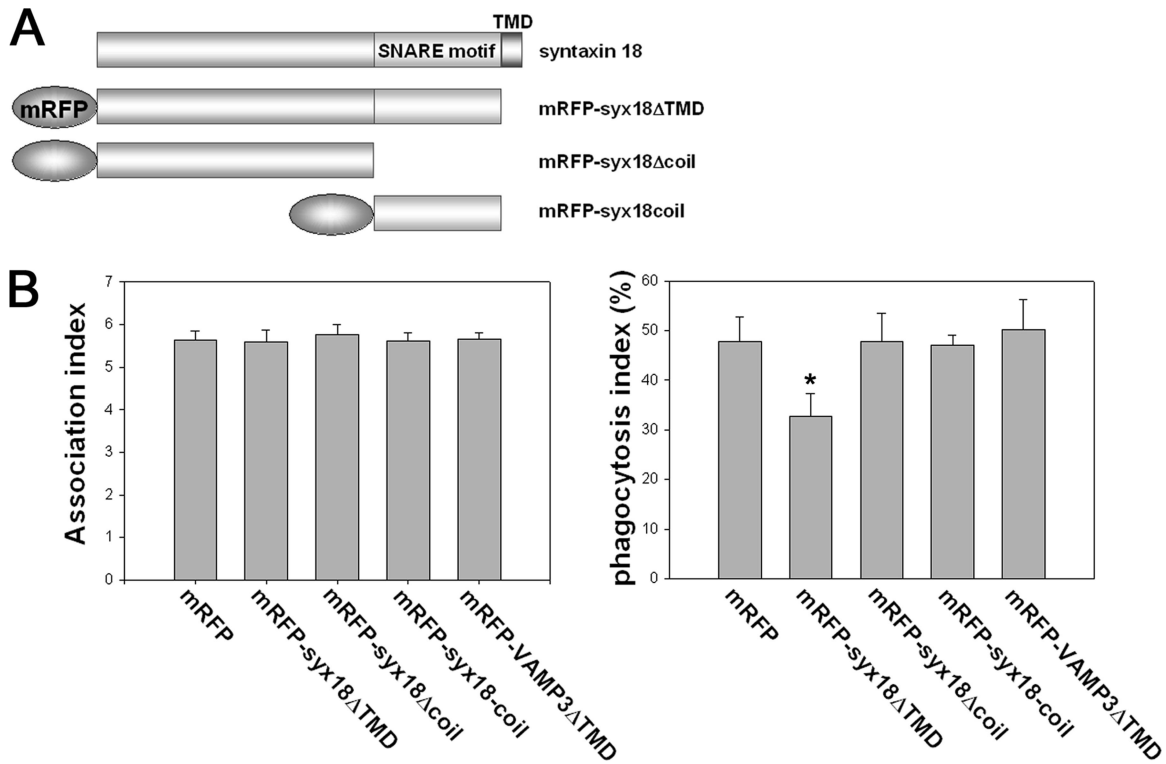 A
TMD
SNARE motif
syntaxin 18
mRFP
mRFP-syx18ΔTMD
mRFP-syx18Δcoil
mRFP-syx18coil
B
Association index
7
6
5
4
3
2
1
0
mRFP
mRFP-syx18ΔTMD
mRFP-syx18Δcoil
mRFP-syx18-coil
mRFP-VAMP3ΔTMD
phagocytosis index (%)
60
50
40
30
20
10
0
*
mRFP
mRFP-syx18ΔTMD
mRFP-syx18Δcoil
mRFP-syx18-coil
mRFP-VAMP3ΔTMD